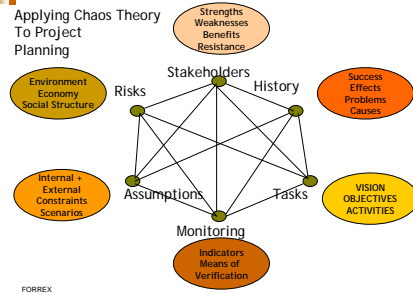 Applying Chaos Theory
To Project
Planning
Strengths
Weaknesses
Benefits
Resistance
Stakeholders
History
Risks
Environment
Economy
Social Structure
Success
Effects
Problems
Causes
Internal +
External
Constraints
Scenarios
Assumptions
Tasks
VISION
OBJECTIVES
ACTIVITIES
Monitoring
Indicators
Means of
Verification
FORREX